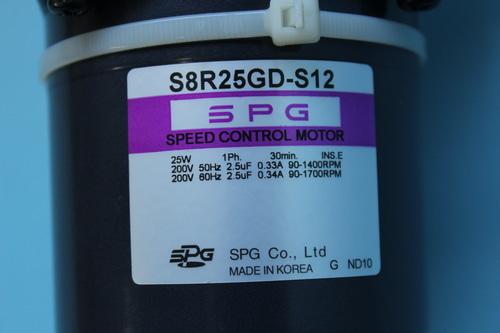 S8R25GD-S12
SPG
SPEED CONTROL MOTOR
25W 1Ph. 30min. INS.E
200V 50Hz 2.5uF 0.33A 90-1400RPM
200V 60Hz 2.5uF 0.34A 90-1700RPM
SPG SPG Co., Ltd
MADE IN KOREA G ND10